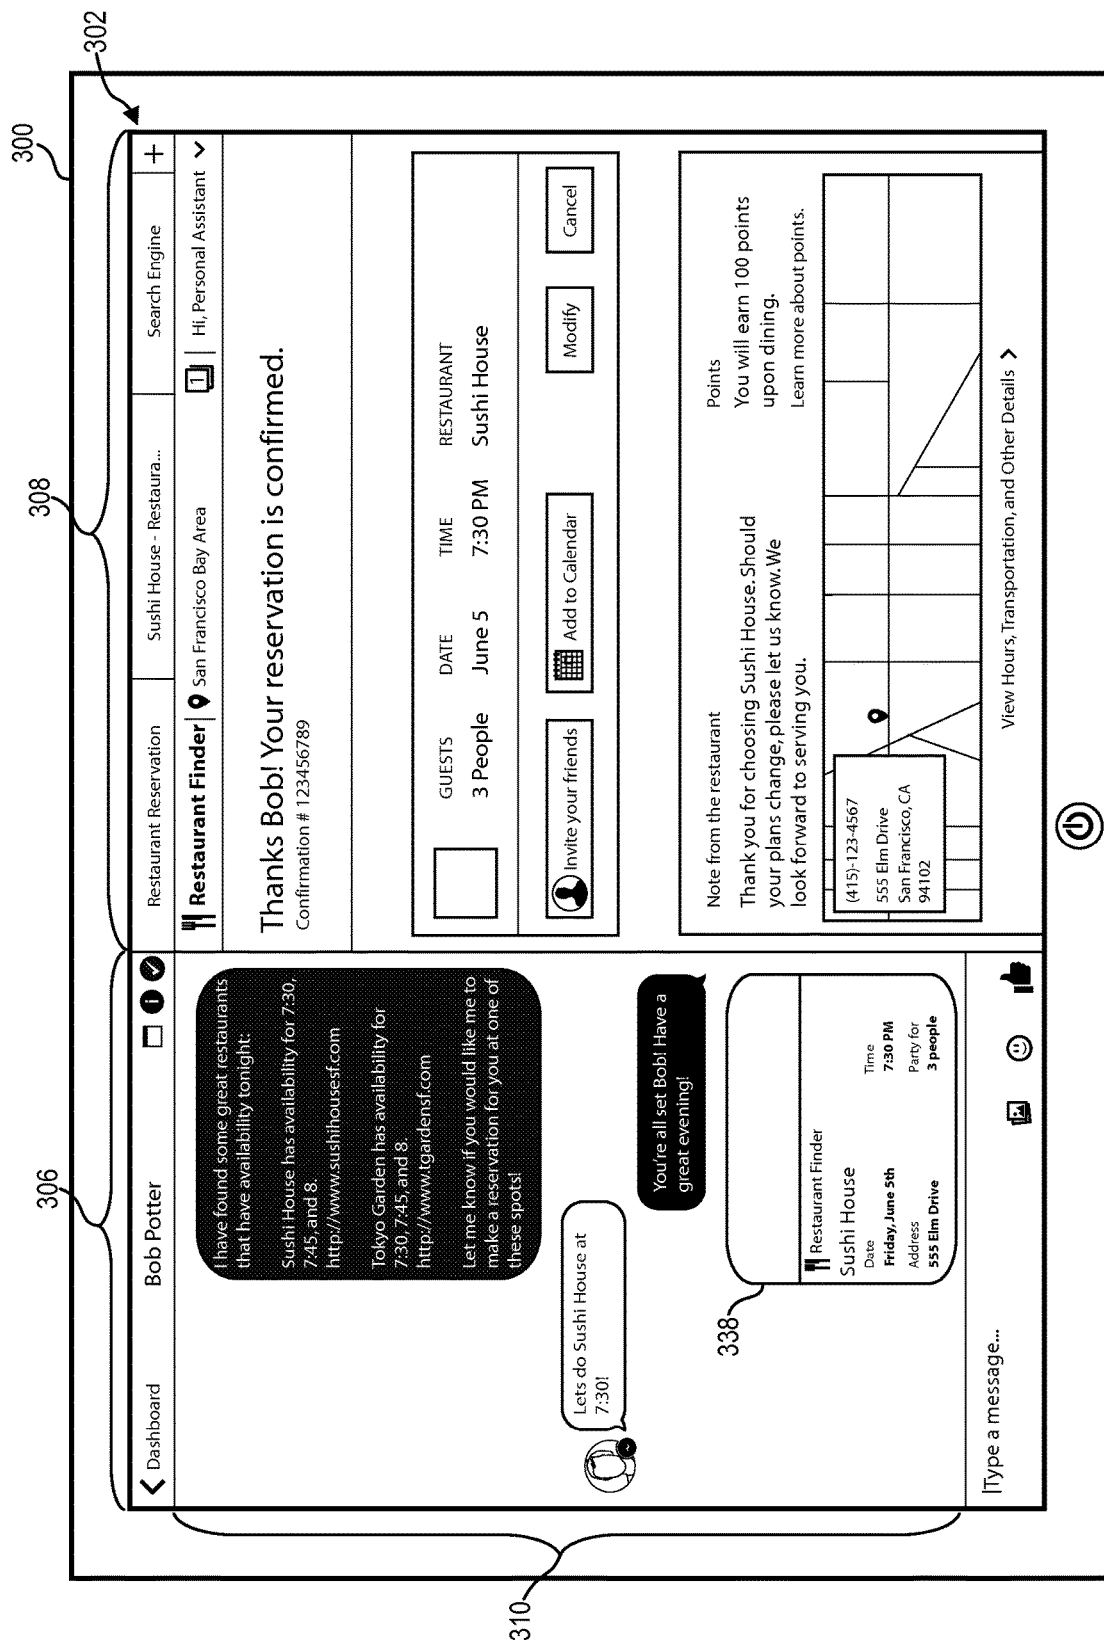 300
302
306
308
Dashboard
Bob Potter
I have found some great restaurants
that have availability tonight:
Sushi House has availability for 7:30,
7:45, and 8.
http://www.sushihousesf.com
Tokyo Garden has availability for
7:30, 7:45, and 8.
http://www.tgardensf.com
Let me know if you would like me to
make a reservation for you at one of
these spots!
Lets do Sushi House at
7:30!
You're all set Bob! Have a
great evening!
338
Restaurant Finder
Sushi House
Date
Time
Friday, June 5th
7:30 PM
Address
Party for
555 Elm Drive
3 people
Type a message...
310
Restaurant Reservation
Sushi House - Restaura...
Search Engine
+
Restaurant Finder
San Francisco Bay Area
1
Hi, Personal Assistant
Thanks Bob! Your reservation is confirmed.
Confirmation # 123456789
GUESTS DATE TIME RESTAURANT
3 People June 5 7:30 PM Sushi House
Invite your friends
Add to Calendar
Modify
Cancel
Note from the restaurant
Thank you for choosing Sushi House. Should
your plans change, please let us know. We
look forward to serving you.
Points
You will earn 100 points
upon dining.
Learn more about points.
(415)-123-4567
555 Elm Drive
San Francisco, CA
94102
View Hours, Transportation, and Other Details